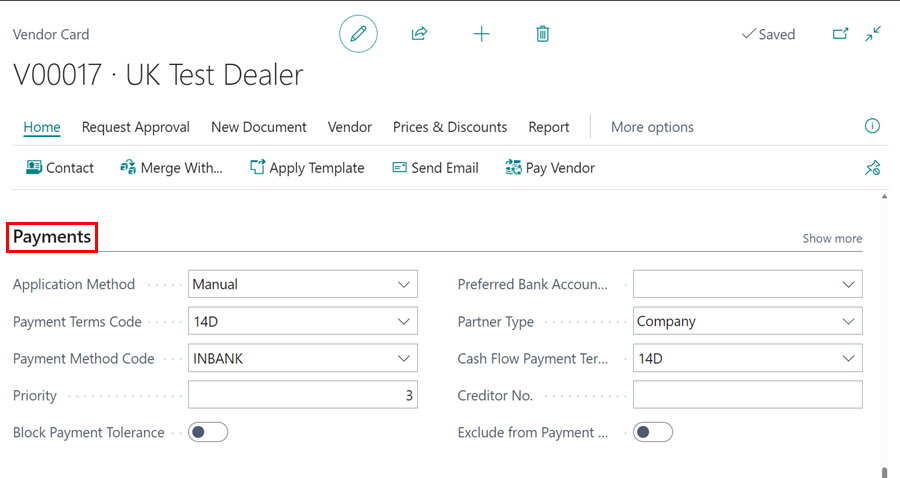 Vendor Card
Saved
V00017 · UK Test Dealer
Home Request Approval New Document Vendor Prices & Discounts Report More options
Contact Merge With... Apply Template Send Email Pay Vendor
Payments
Show more
Application Method Manual
Preferred Bank Accoun...
Payment Terms Code 14D
Partner Type Company
Payment Method Code INBANK
Cash Flow Payment Ter... 14D
Priority 3
Creditor No.
Block Payment Tolerance
Exclude from Payment ...